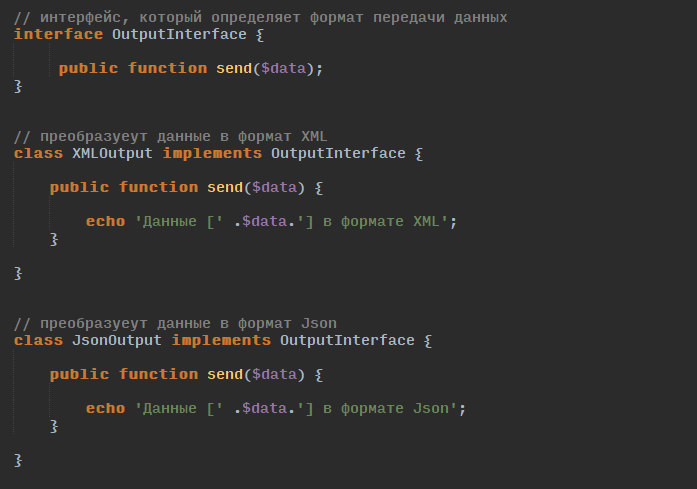 // интерфейс, который определяет формат передачи данных
interface OutputInterface {
public function send($data);
}
// преобразуеут данные в формат XML
class XMLOutput implements OutputInterface {
public function send($data) {
echo 'Данные [' .$data.'] в формате XML';
}
}
// преобразуеут данные в формат Json
class JsonOutput implements OutputInterface {
public function send($data) {
echo 'Данные [' .$data.'] в формате Json';
}
}